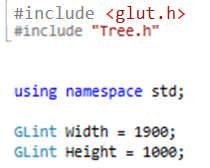 #include <glut.h>
#include "Tree.h"
using namespace std;
GLint Width = 1900;
GLint Height = 1000;